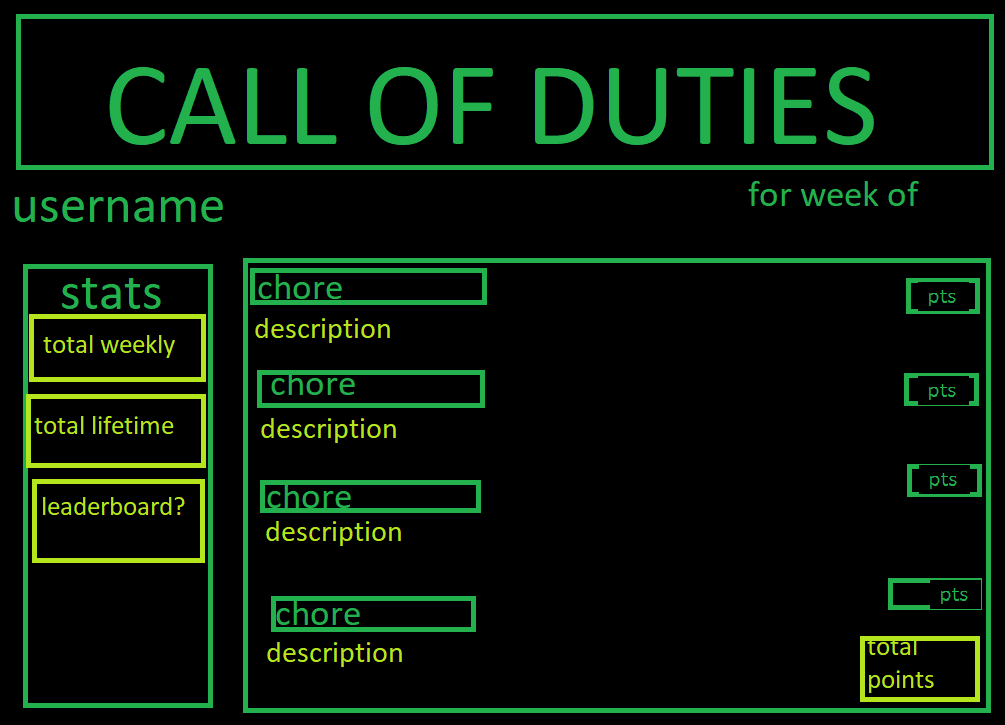 CALL OF DUTIES
username
for week of
stats
total weekly
total lifetime
leaderboard?
chore
pts
description
chore
pts
description
chore
pts
description
chore
pts
description
total
points